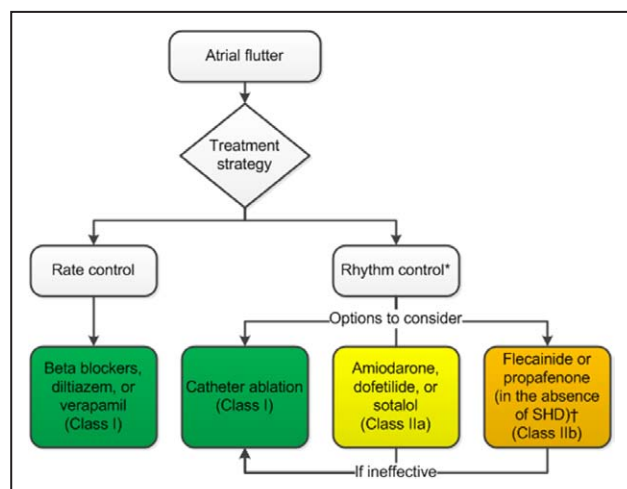 Atrial flutter
Treatment
strategy
Rate control
Rhythm control*
Options to consider
Beta blockers,
diltiazem, or
verapamil
(Class I)
Catheter ablation
(Class I)
Amiodarone,
dofetilide, or
sotalol
(Class IIa)
Flecainide or
propafenone
(in the absence
of SHD)†
(Class IIb)
If ineffective